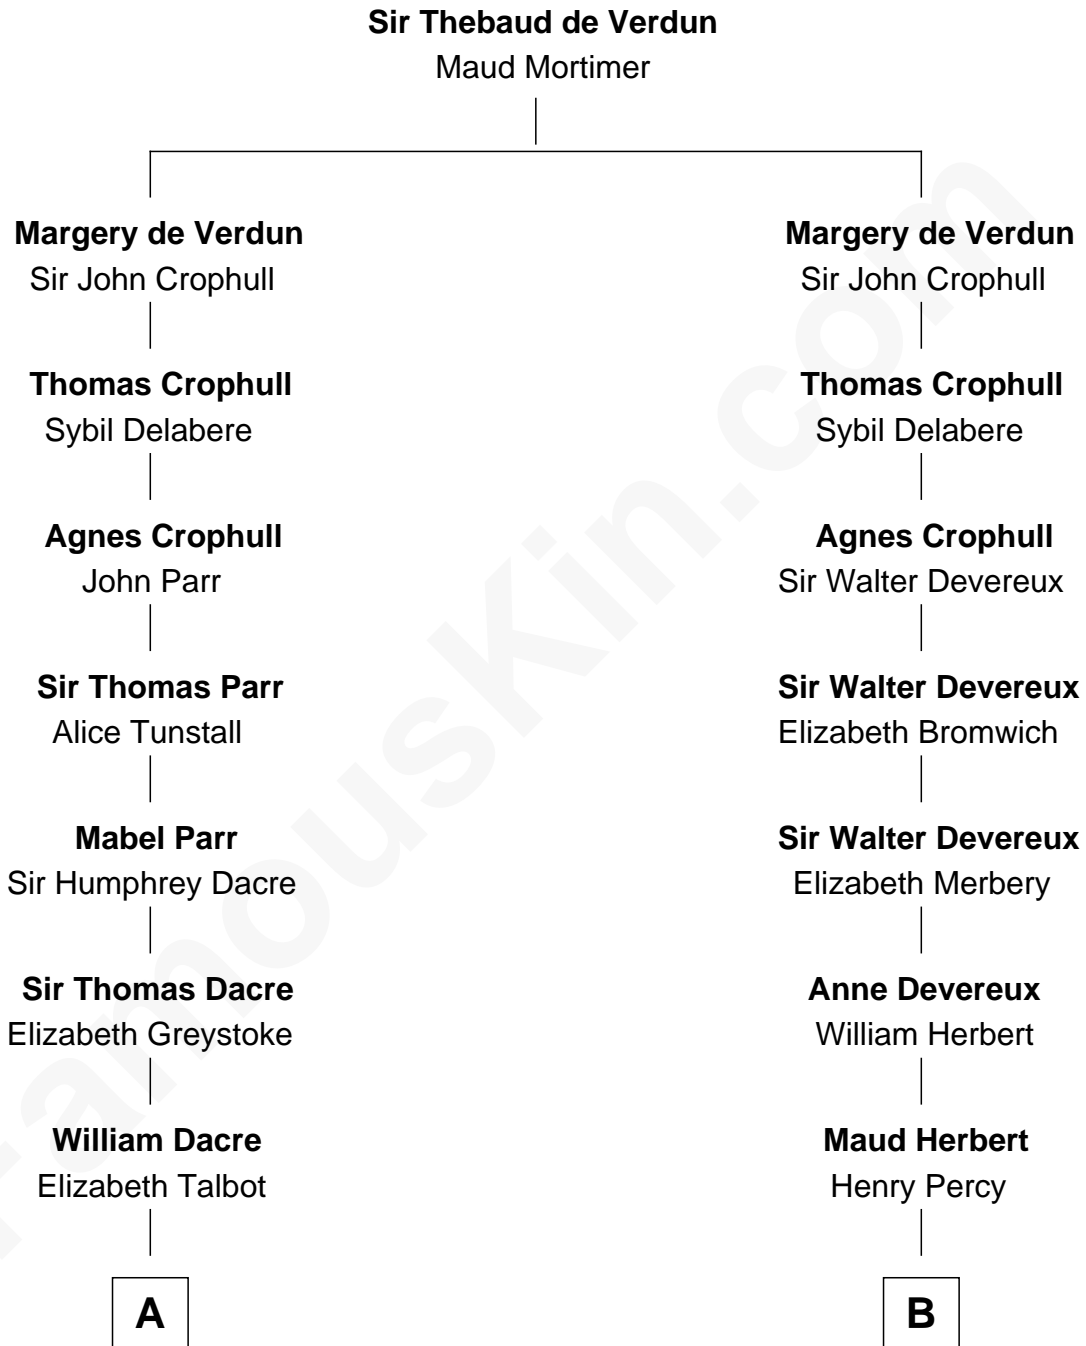 Sir Thebaud de Verdun
Maud Mortimer
Margery de Verdun
Sir John Crophull
Margery de Verdun
Sir John Crophull
Thomas Crophull
Sybil Delabere
Thomas Crophull
Sybil Delabere
Agnes Crophull
John Parr
Agnes Crophull
Sir Walter Devereux
Sir Thomas Parr
Alice Tunstall
Sir Walter Devereux
Elizabeth Bromwich
Mabel Parr
Sir Humphrey Dacre
Sir Walter Devereux
Elizabeth Merbery
Sir Thomas Dacre
Elizabeth Greystoke
Anne Devereux
William Herbert
William Dacre
Elizabeth Talbot
Maud Herbert
Henry Percy
A
B
FamousKin.com